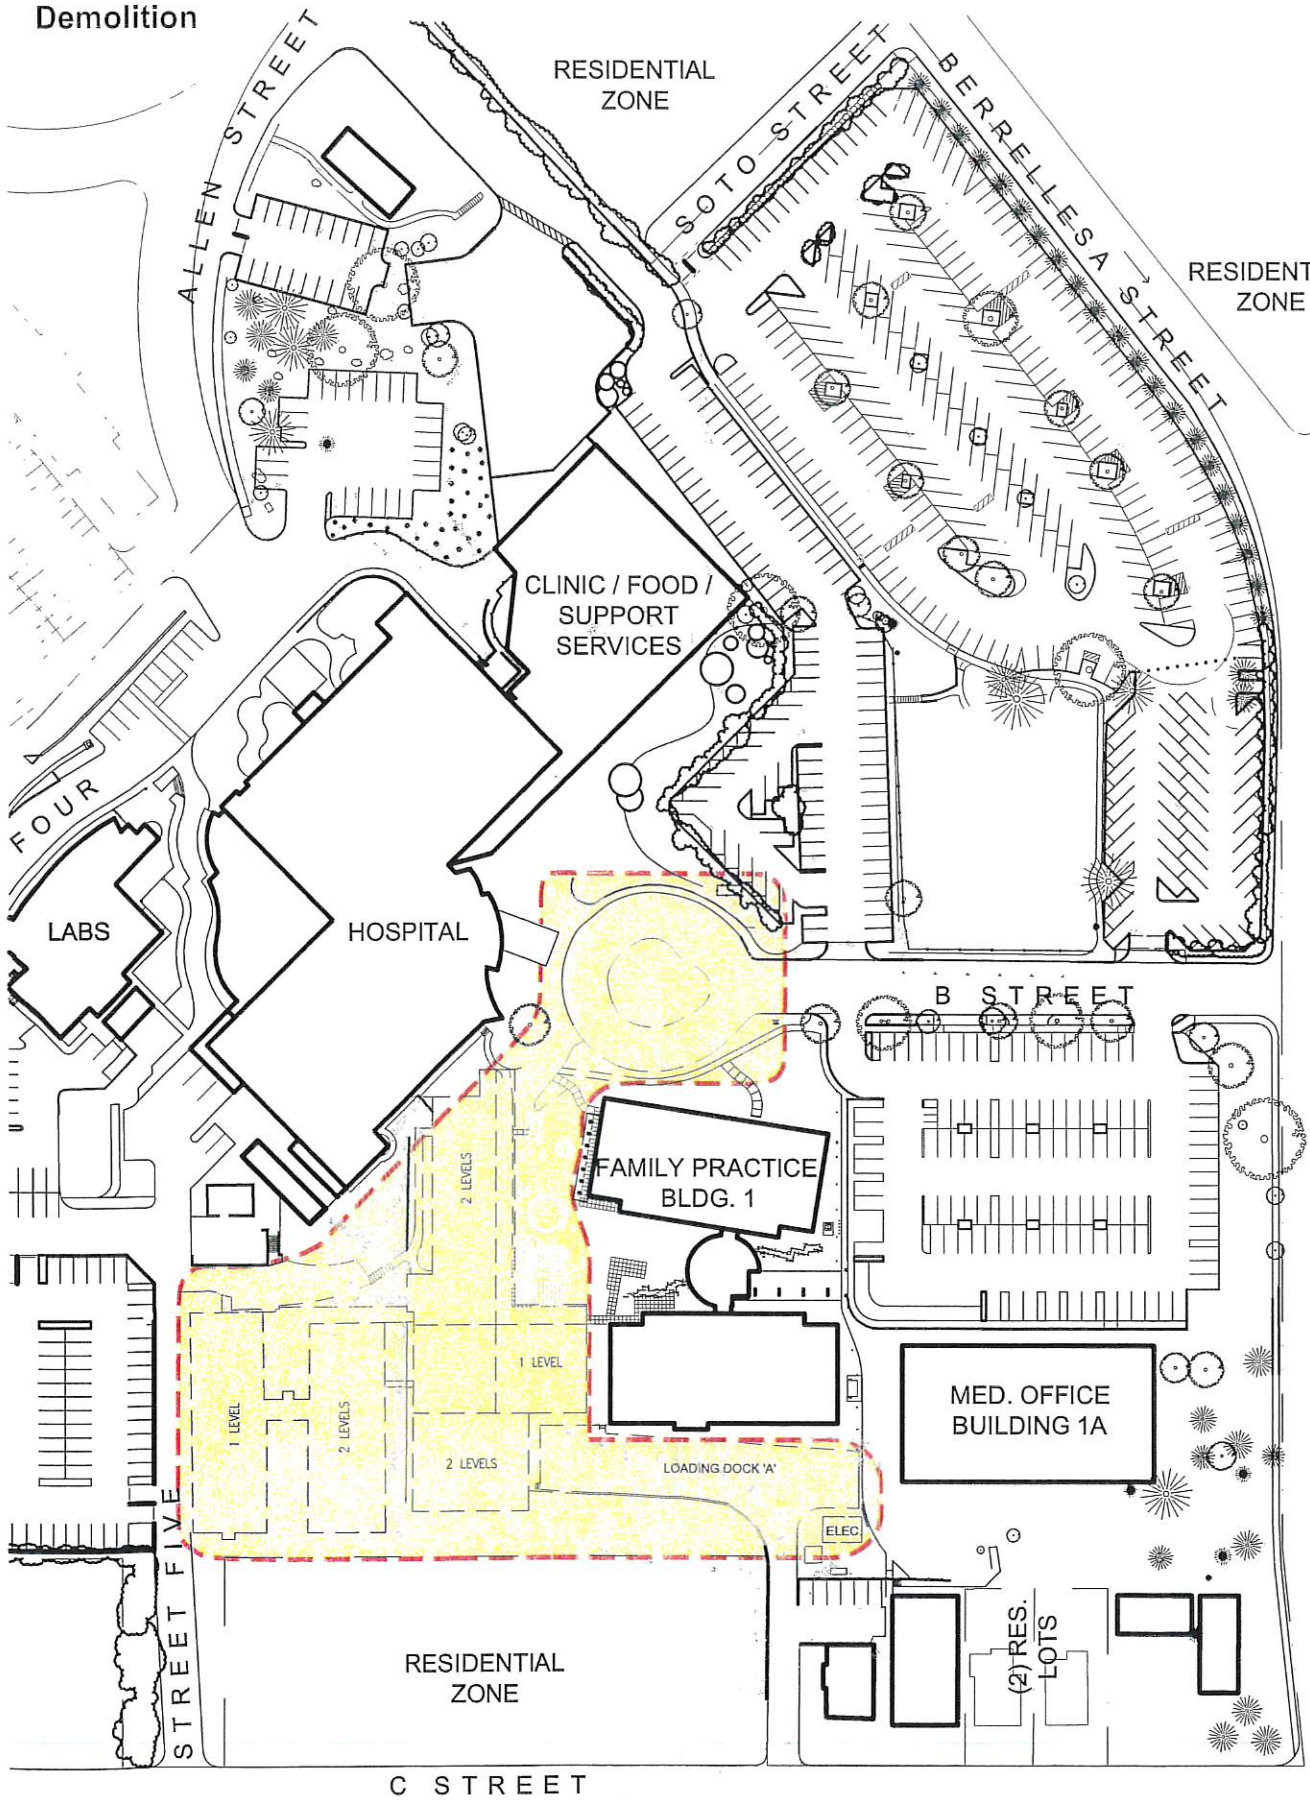 Demolition
ALLEN STREET
RESIDENTIAL
ZONE
SOTO STREET
BERRELLESA STREET
RESIDENT
ZONE
CLINIC / FOOD /
SUPPORT
SERVICES
FOUR
LABS
HOSPITAL
B STREET
2 LEVELS
FAMILY PRACTICE
BLDG. 1
1 LEVEL
1 LEVEL
2 LEVELS
2 LEVELS
LOADING DOCK 'A'
MED. OFFICE
BUILDING 1A
ELEC.
STREET FIVE
RESIDENTIAL
ZONE
(2) RES.
LOTS
C STREET